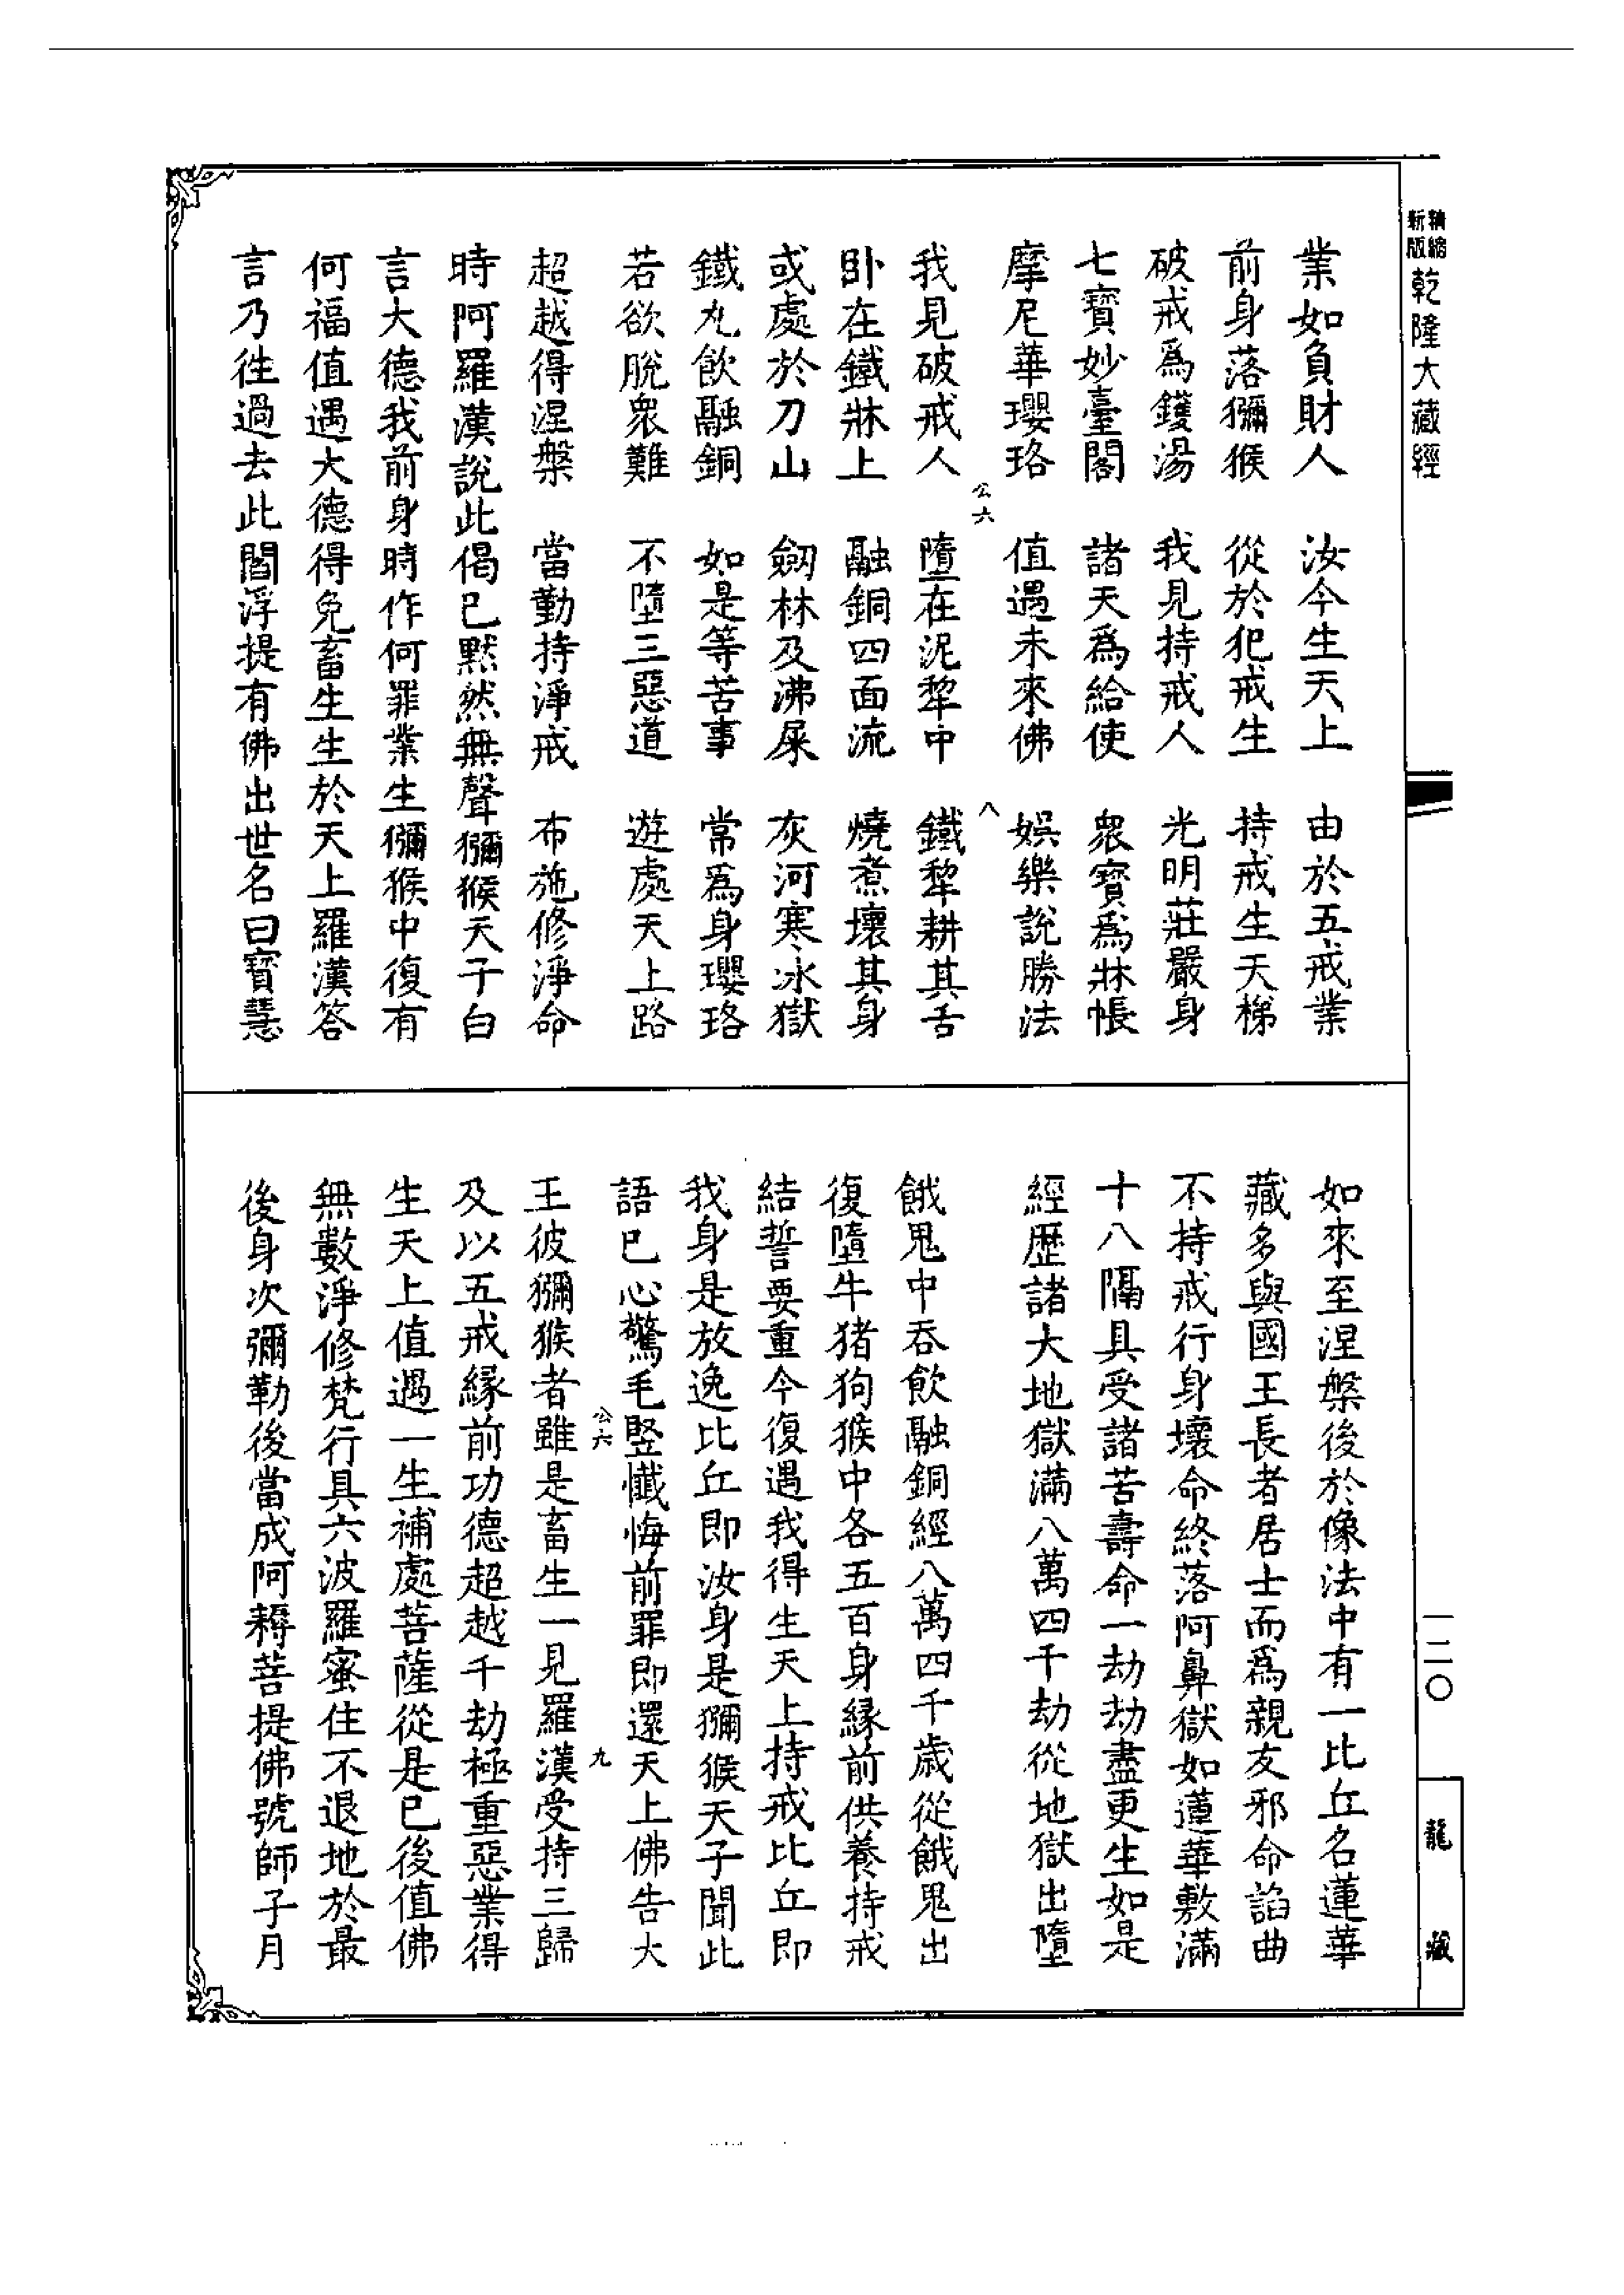 精縮新版乾隆大藏經
業如負財人　汝今生天上　由於五戒業
前身落獼猴　從於犯戒生　持戒生天梯
破戒為鑊湯　我見持戒人　光明莊嚴身
七寶妙臺閣　諸天為給使　衆寶為牀帳
摩尼華瓔珞　值遇未來佛　娛樂說勝法
公六　八
我見破戒人　墮在泥犂中　鐵犂耕其舌
臥在鐵牀上　融銅四面流　燒煮壞其身
或處於刀山　劒林及沸屎　灰河寒冰獄
鐵丸飲融銅　如是等苦事　常為身瓔珞
若欲脫衆難　不墮三惡道　遊處天上路
超越得涅槃　當勤持淨戒　布施修淨命
時阿羅漢說此偈已黙然無聲獼猴天子白
言大德我前身時作何罪業生獼猴中復有
何福值遇大德得免畜生生於天上羅漢答
言乃往過去此閻浮提有佛出世名曰寶慧
如來至涅槃後於像法中有一比丘名蓮華
藏多與國王長者居士而為親友邪命諂曲
不持戒行身壞命終落阿鼻獄如蓮華敷滿
十八隔具受諸苦壽命一劫劫盡更生如是
經歷諸大地獄滿八萬四千劫從地獄出墮
餓鬼中吞飲融銅經八萬四千歲從餓鬼出
復墮牛猪狗猴中各五百身緣前供養持戒
結誓要重今復遇我得生天上持戒比丘即
我身是放逸比丘即汝身是獼猴天子聞此
語已心驚毛竪懺悔前罪即還天上佛告大
公六　九
王彼獼猴者雖是畜生一見羅漢受持三歸
及以五戒緣前功德超越千劫極重惡業得
生天上值遇一生補處菩薩從是已後值佛
無數淨修梵行具六波羅蜜住不退地於最
後身次彌勒後當成阿耨菩提佛號師子月
一二〇
龍藏